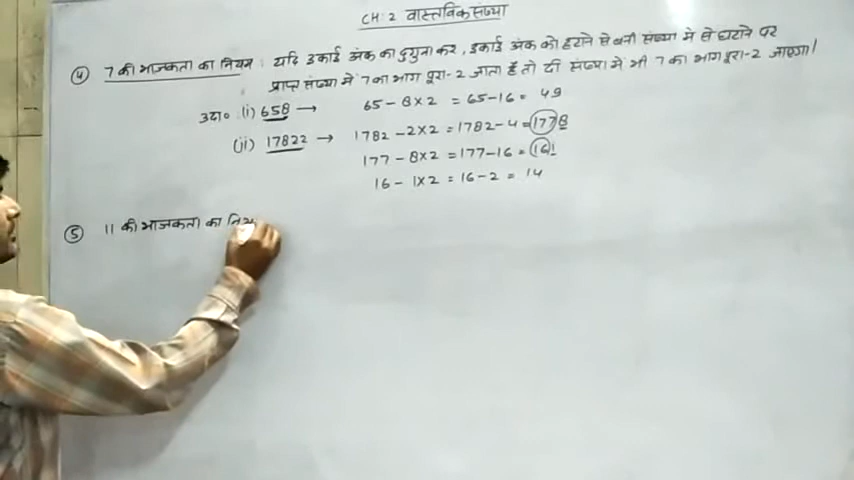 CH: 2 वास्तविक संख्या
④ 7 की भाजकता का नियम : यदि इकाई अंक का दुगुना कर, इकाई अंक को हटाने से बनी संख्या में से घटाने पर
प्राप्त संख्या में 7 का भाग पूरा-2 जाता है तो दी संख्या में भी 7 का भाग पूरा-2 जाएगा।
उदा० (i) 658 → 65 - 8×2 = 65-16 = 49
(ii) 17822 → 1782 - 2×2 = 1782 - 4 = 1778
177 - 8×2 = 177-16 = 161
16 - 1×2 = 16-2 = 14
⑤ 11 की भाजकता का निय